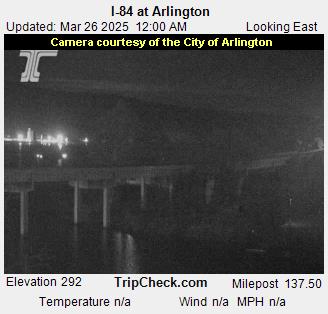 I-84 at Arlington
Updated: Mar 26 2025 12:00 AM Looking East
Camera courtesy of the City of Arlington
Elevation 292 TripCheck.com Milepost 137.50
Temperature n/a Wind n/a MPH n/a